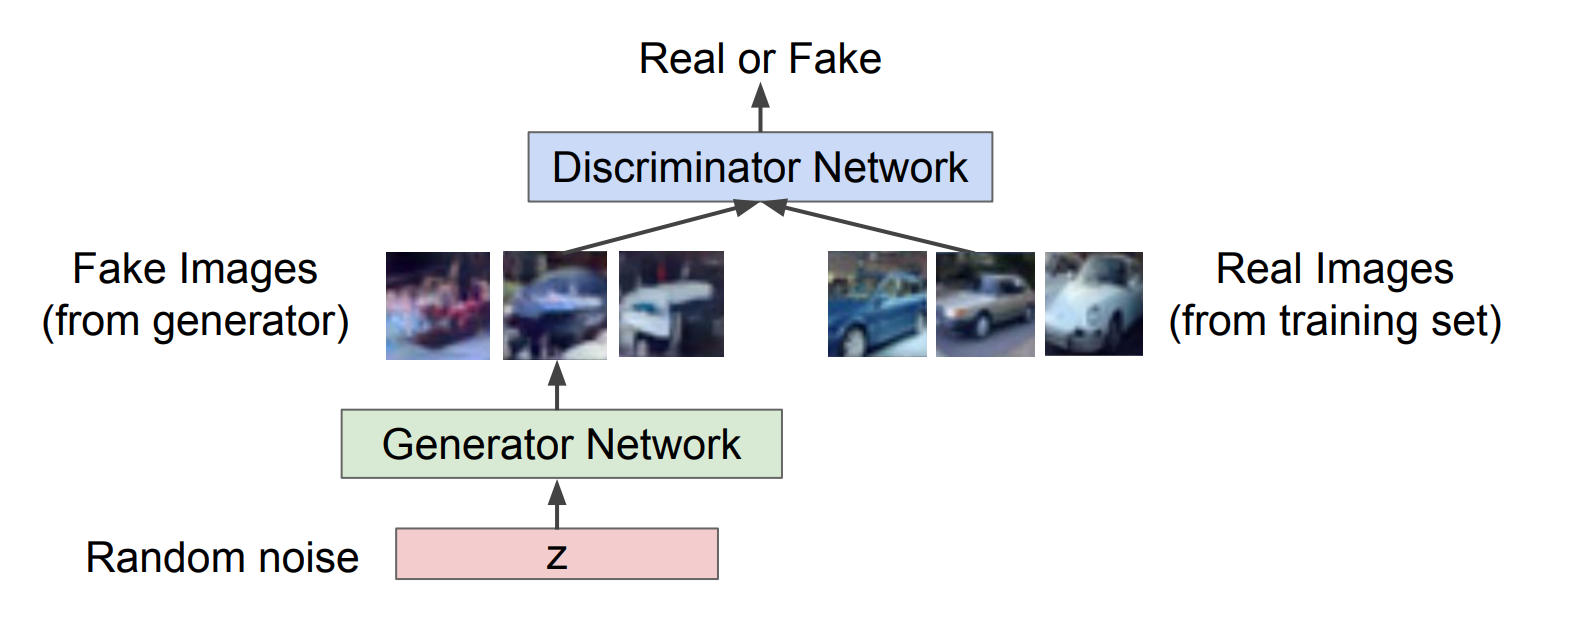 Real or Fake
Discriminator Network
Fake Images
(from generator)
Real Images
(from training set)
Generator Network
Random noise
z